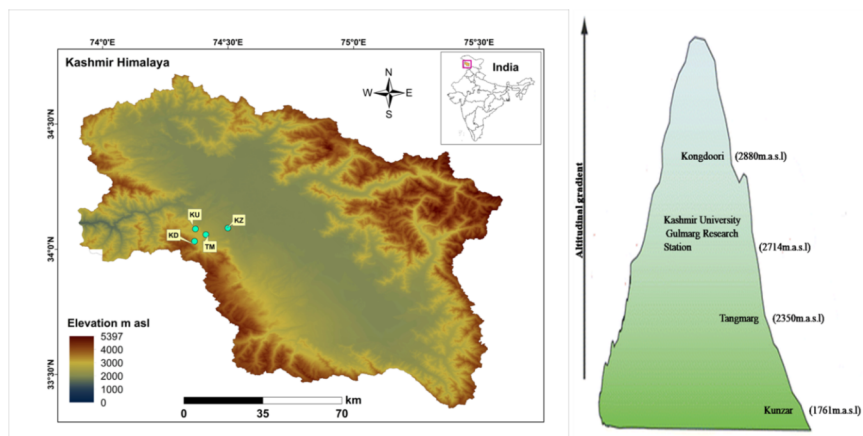 74°0'E 74°30'E 75°0'E 75°30'E
Kashmir Himalaya
India
N
W E
S
34°30'N
34°0'N
33°30'N
KU
KZ
KD
TM
Elevation m asl
5397
4000
3000
2000
1000
0
km
0 35 70
Altitudinal gradient
Kongdoori (2880m.a.s.l)
Kashmir University
Gulmarg Research
Station
(2714m.a.s.l)
Tangmarg (2350m.a.s.l)
Kunzar (1761m.a.s.l)